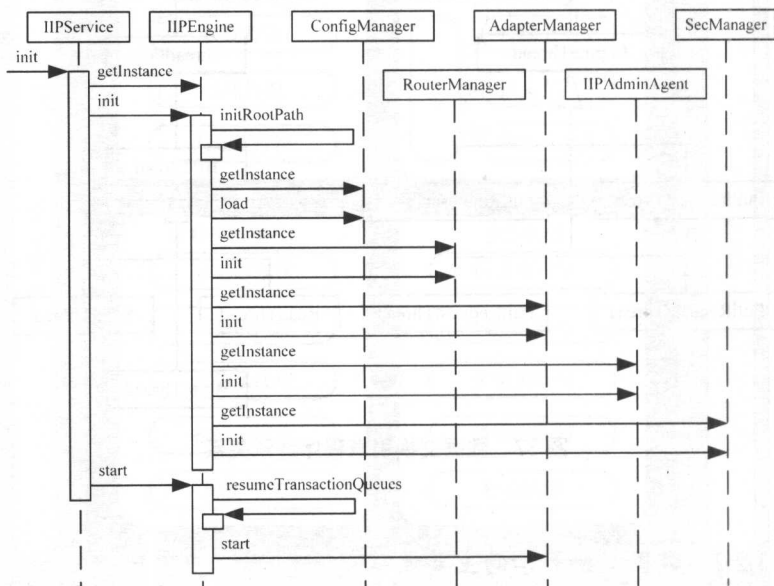 IIPService IIPEngine ConfigManager AdapterManager SecManager
RouterManager IIPAdminAgent
init
getInstance
init
initRootPath
getInstance
load
getInstance
init
getInstance
init
getInstance
init
getInstance
init
start
resumeTransactionQueues
start